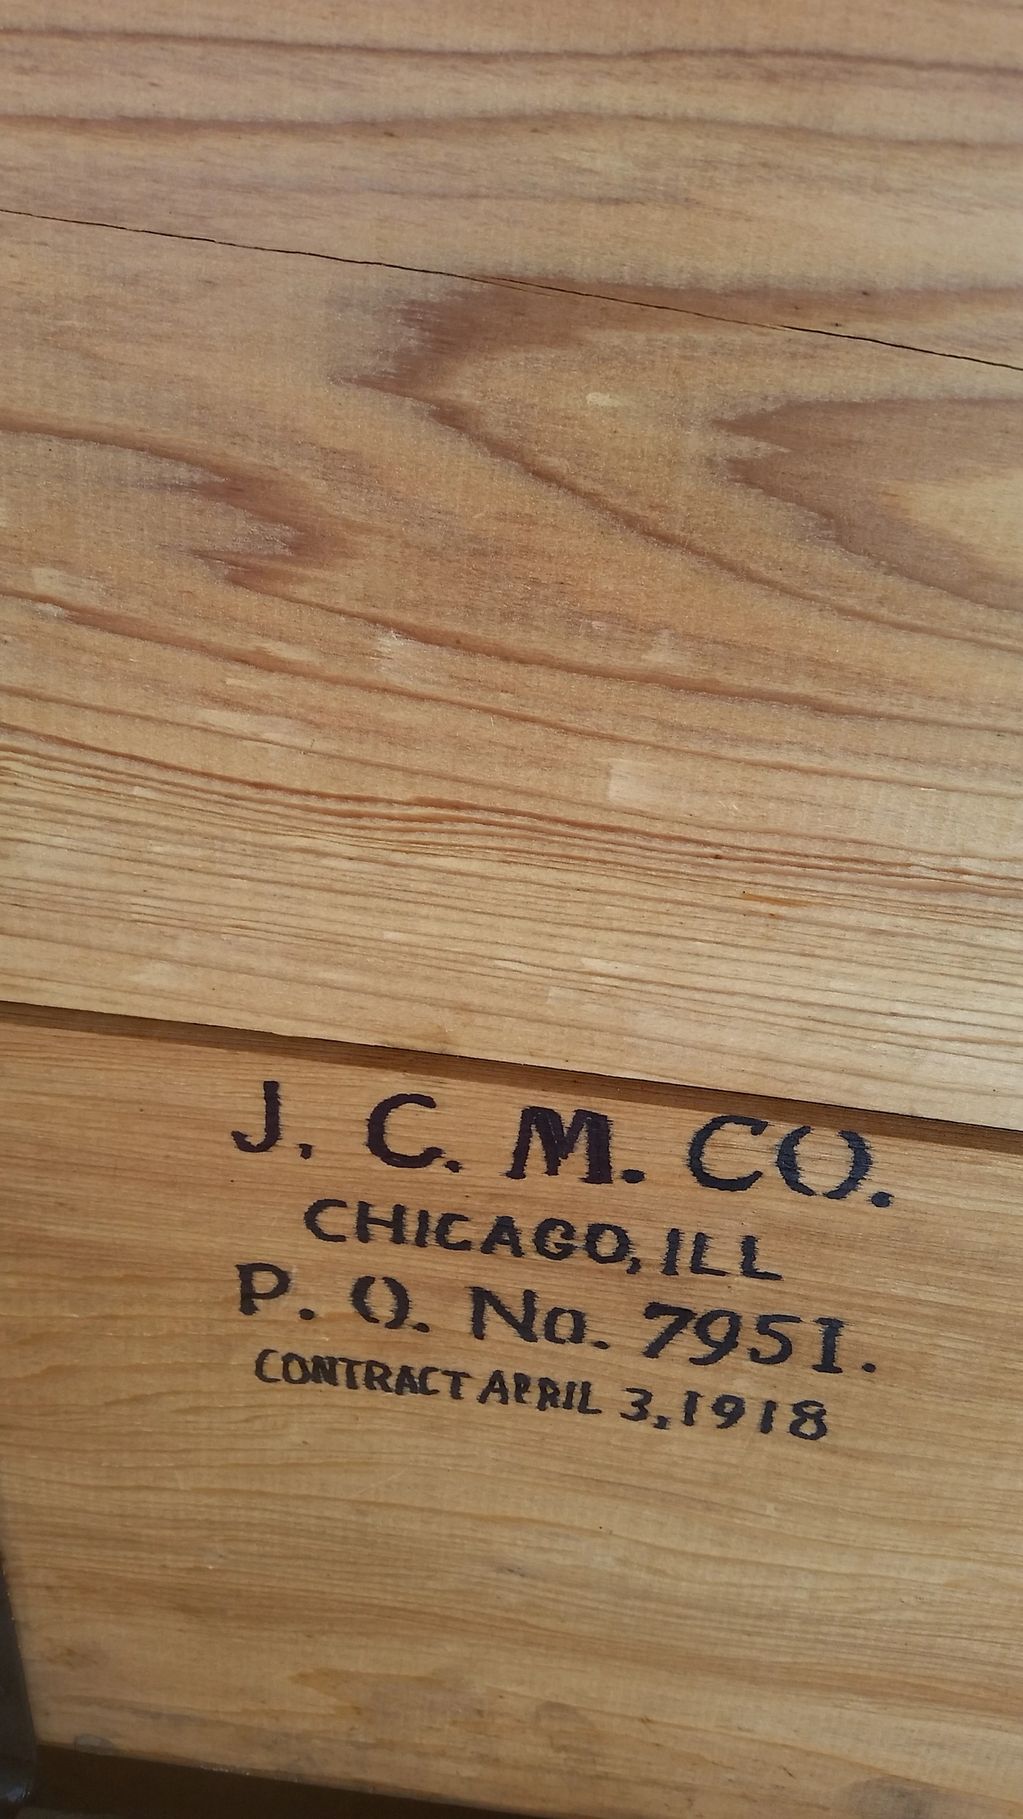 J. C. M. CO.
CHICAGO, ILL
P. O. No. 7951.
CONTRACT APRIL 3, 1918